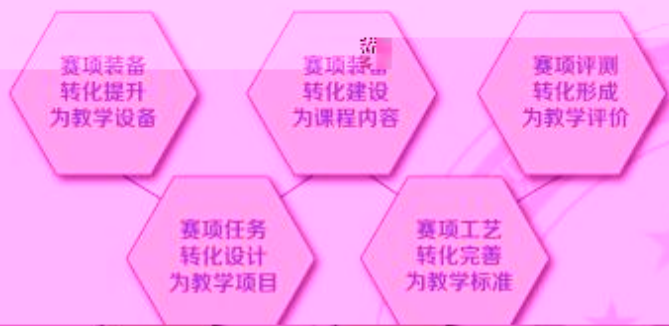 赛项装备
转化提升
为教学设备
赛项装备
转化建设
为课程内容
赛项评测
转化形成
为教学评价
赛项任务
转化设计
为教学项目
赛项工艺
转化完善
为教学标准